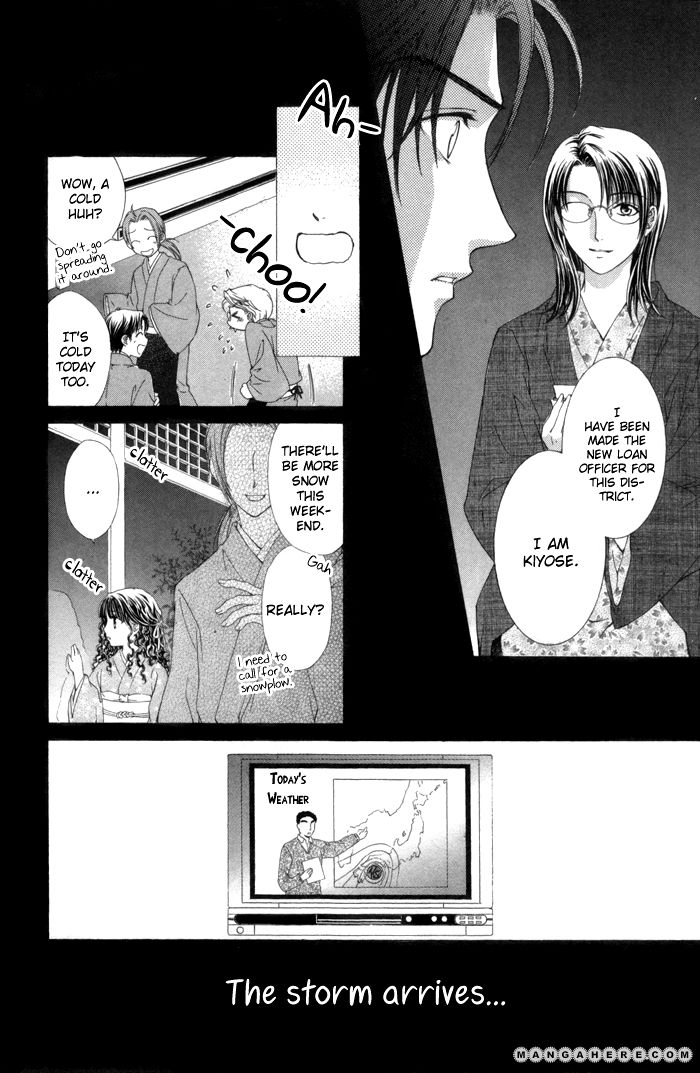 I
HAVE BEEN
MADE THE
NEW LOAN
OFFICER FOR
THIS DIS-
TRICT.
I AM
KIYOSE.
Ah-
-choo!
WOW, A
COLD
HUH?
Don't go
spreading
it around.
IT'S
COLD
TODAY
TOO.
THERE'LL
BE MORE
SNOW
THIS
WEEK-
END.
Gah
REALLY?
I need to
call for a
snowplow.
clatter
...
clatter
TODAY'S
WEATHER
The storm arrives...
MANGAHERE.COM